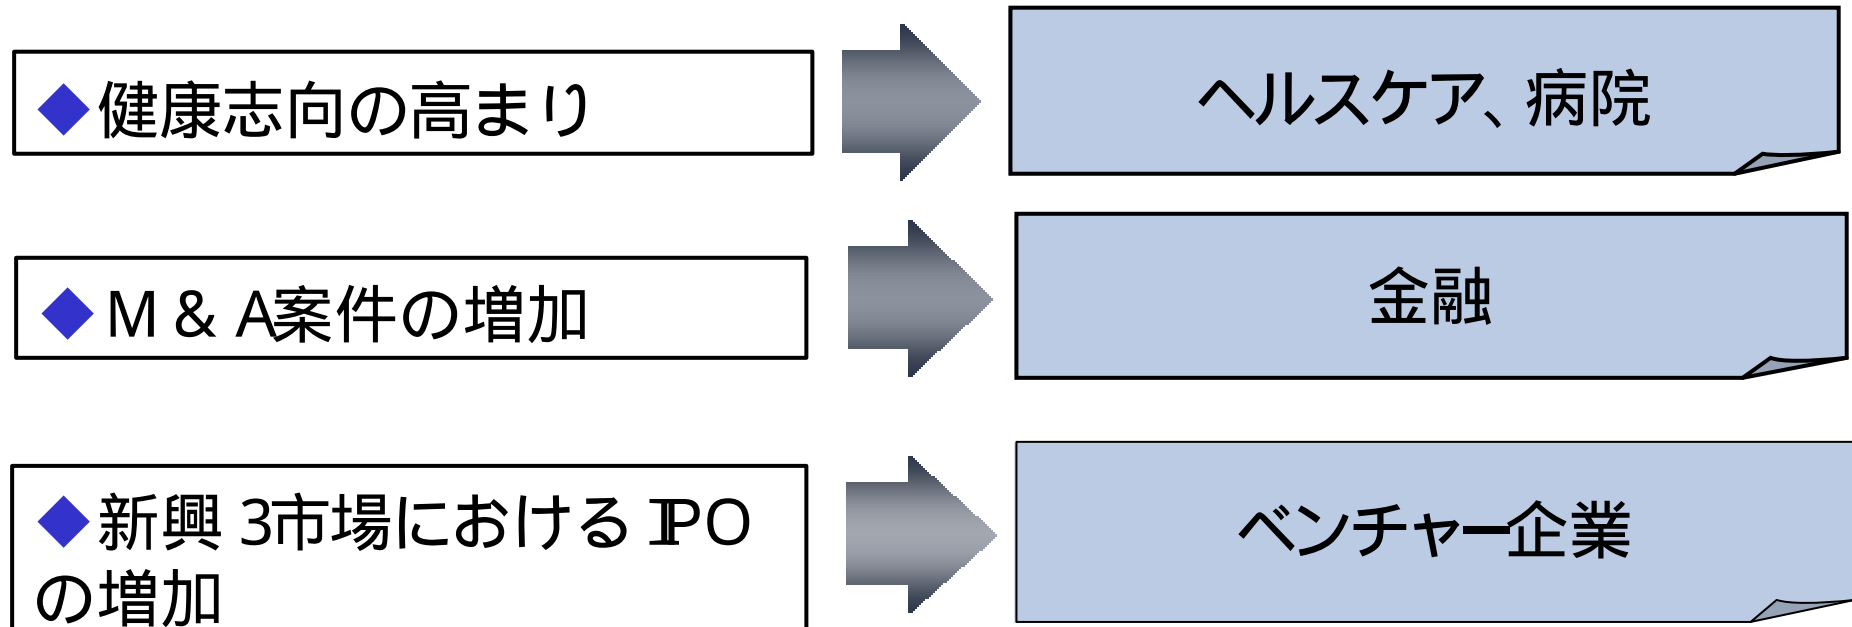 ◆健康志向の高まり
ヘルスケア、病院
◆M & A案件の増加
金融
◆新興3市場におけるIPO
の増加
ベンチャー企業